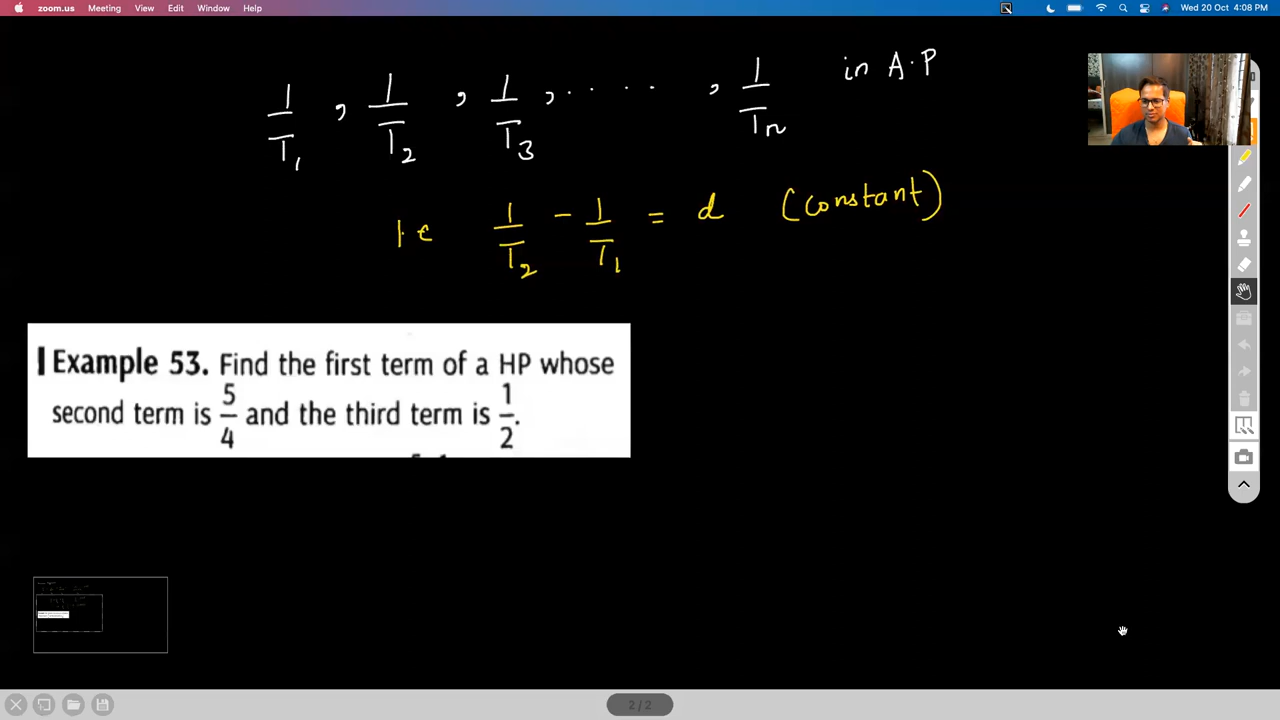 zoom.us Meeting View Edit Window Help Wed 20 Oct 4:08 PM
1/T₁ , 1/T₂ , 1/T₃ , . . . . , 1/Tn in A.P
i.e 1/T₂ - 1/T₁ = d (constant)
Example 53. Find the first term of a HP whose
second term is 5/4 and the third term is 1/2.
2 / 2